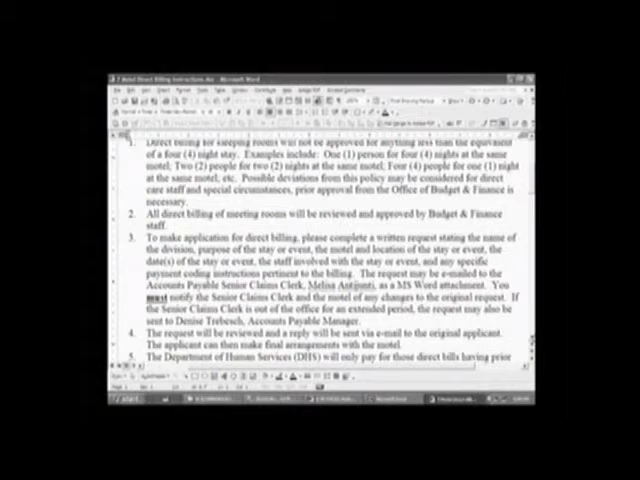 7 Motel Direct Billing Instructions.doc - Microsoft Word
1. Direct billing for sleeping rooms will not be approved for anything less than the equivalent
of a four (4) night stay. Examples include: One (1) person for four (4) nights at the same
motel; Two (2) people for two (2) nights at the same motel; Four (4) people for one (1) night
at the same motel, etc. Possible deviations from this policy may be considered for direct
care staff and special circumstances, prior approval from the Office of Budget & Finance is
necessary.
2. All direct billing of meeting rooms will be reviewed and approved by Budget & Finance
staff.
3. To make application for direct billing, please complete a written request stating the name of
the division, purpose of the stay or event, the motel and location of the stay or event, the
date(s) of the stay or event, the staff involved with the stay or event, and any specific
payment coding instructions pertinent to the billing. The request may be e-mailed to the
Accounts Payable Senior Claims Clerk, Melisa Antijunti, as a MS Word attachment. You
must notify the Senior Claims Clerk and the motel of any changes to the original request. If
the Senior Claims Clerk is out of the office for an extended period, the request may also be
sent to Denise Trebesch, Accounts Payable Manager.
4. The request will be reviewed and a reply will be sent via e-mail to the original applicant.
The applicant can then make final arrangements with the motel.
5. The Department of Human Services (DHS) will only pay for those direct bills having prior